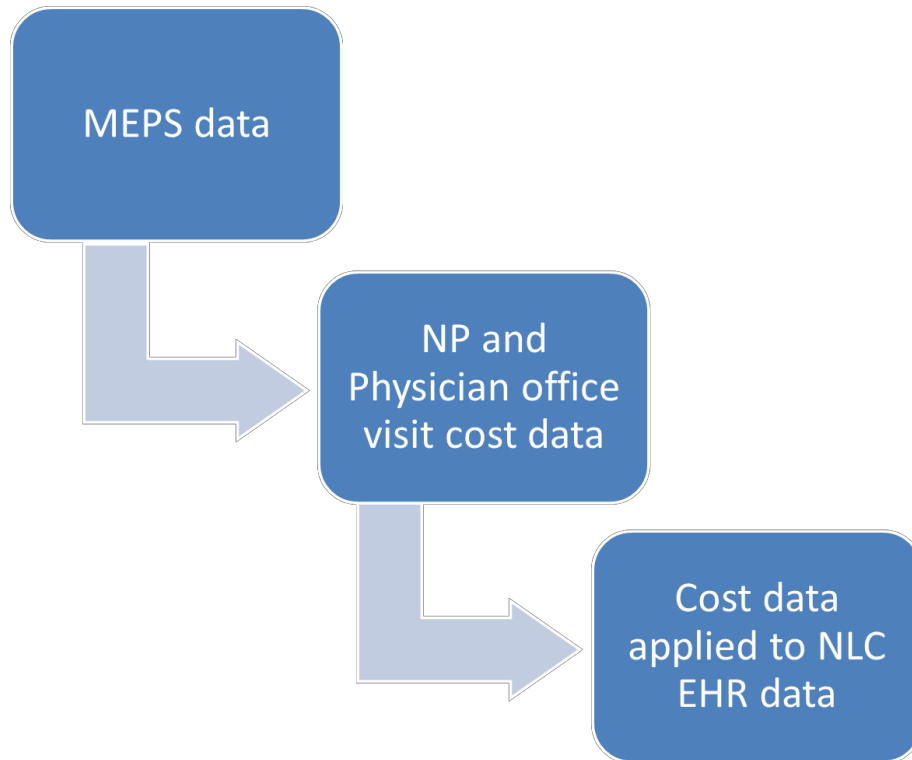 MEPS data
NP and
Physician office
visit cost data
Cost data
applied to NLC
EHR data